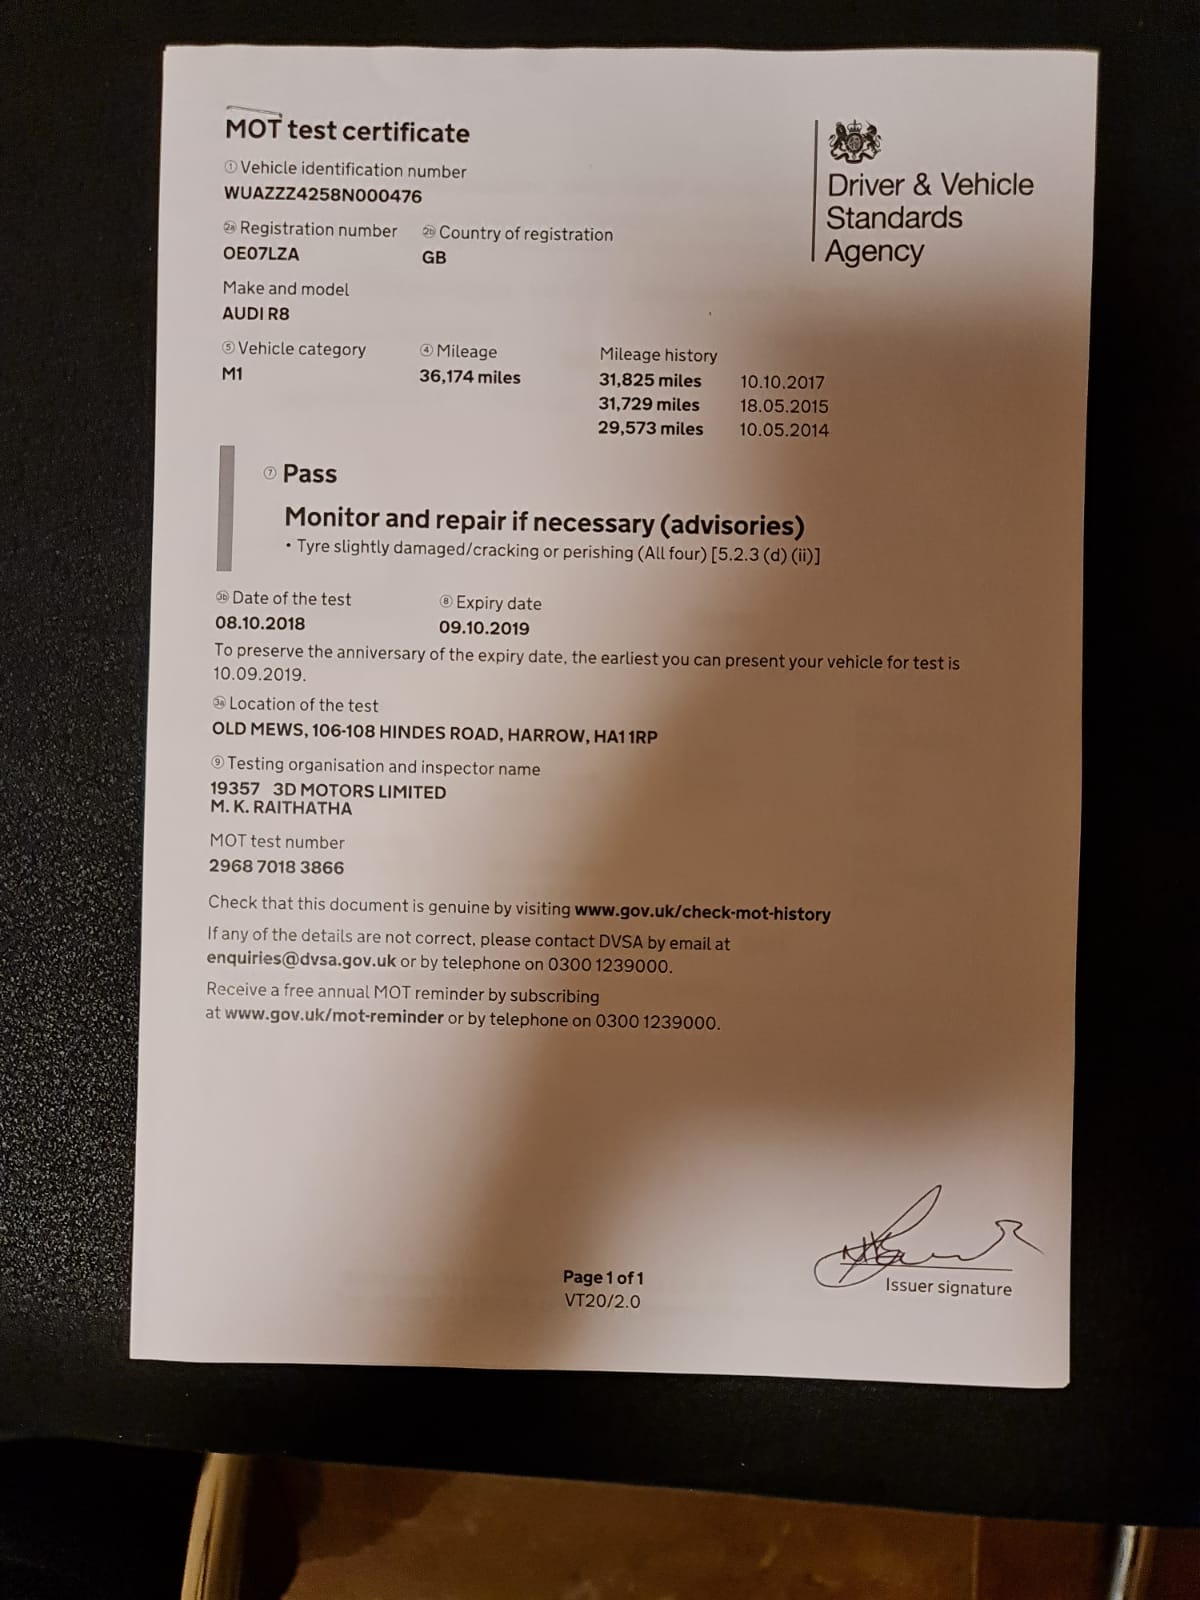 MOT test certificate
① Vehicle identification number
WUAZZZ4258N000476
2a Registration number 2b Country of registration
OE07LZA GB
Make and model
AUDI R8
⑤ Vehicle category ④ Mileage Mileage history
M1 36,174 miles 31,825 miles 10.10.2017
31,729 miles 18.05.2015
29,573 miles 10.05.2014
Driver & Vehicle
Standards
Agency
⑦ Pass
Monitor and repair if necessary (advisories)
• Tyre slightly damaged/cracking or perishing (All four) [5.2.3 (d) (ii)]
3b Date of the test ⑧ Expiry date
08.10.2018 09.10.2019
To preserve the anniversary of the expiry date, the earliest you can present your vehicle for test is
10.09.2019.
3a Location of the test
OLD MEWS, 106-108 HINDES ROAD, HARROW, HA1 1RP
⑨ Testing organisation and inspector name
19357 3D MOTORS LIMITED
M. K. RAITHATHA
MOT test number
2968 7018 3866
Check that this document is genuine by visiting www.gov.uk/check-mot-history
If any of the details are not correct, please contact DVSA by email at
enquiries@dvsa.gov.uk or by telephone on 0300 1239000.
Receive a free annual MOT reminder by subscribing
at www.gov.uk/mot-reminder or by telephone on 0300 1239000.
Issuer signature
Page 1 of 1
VT20/2.0